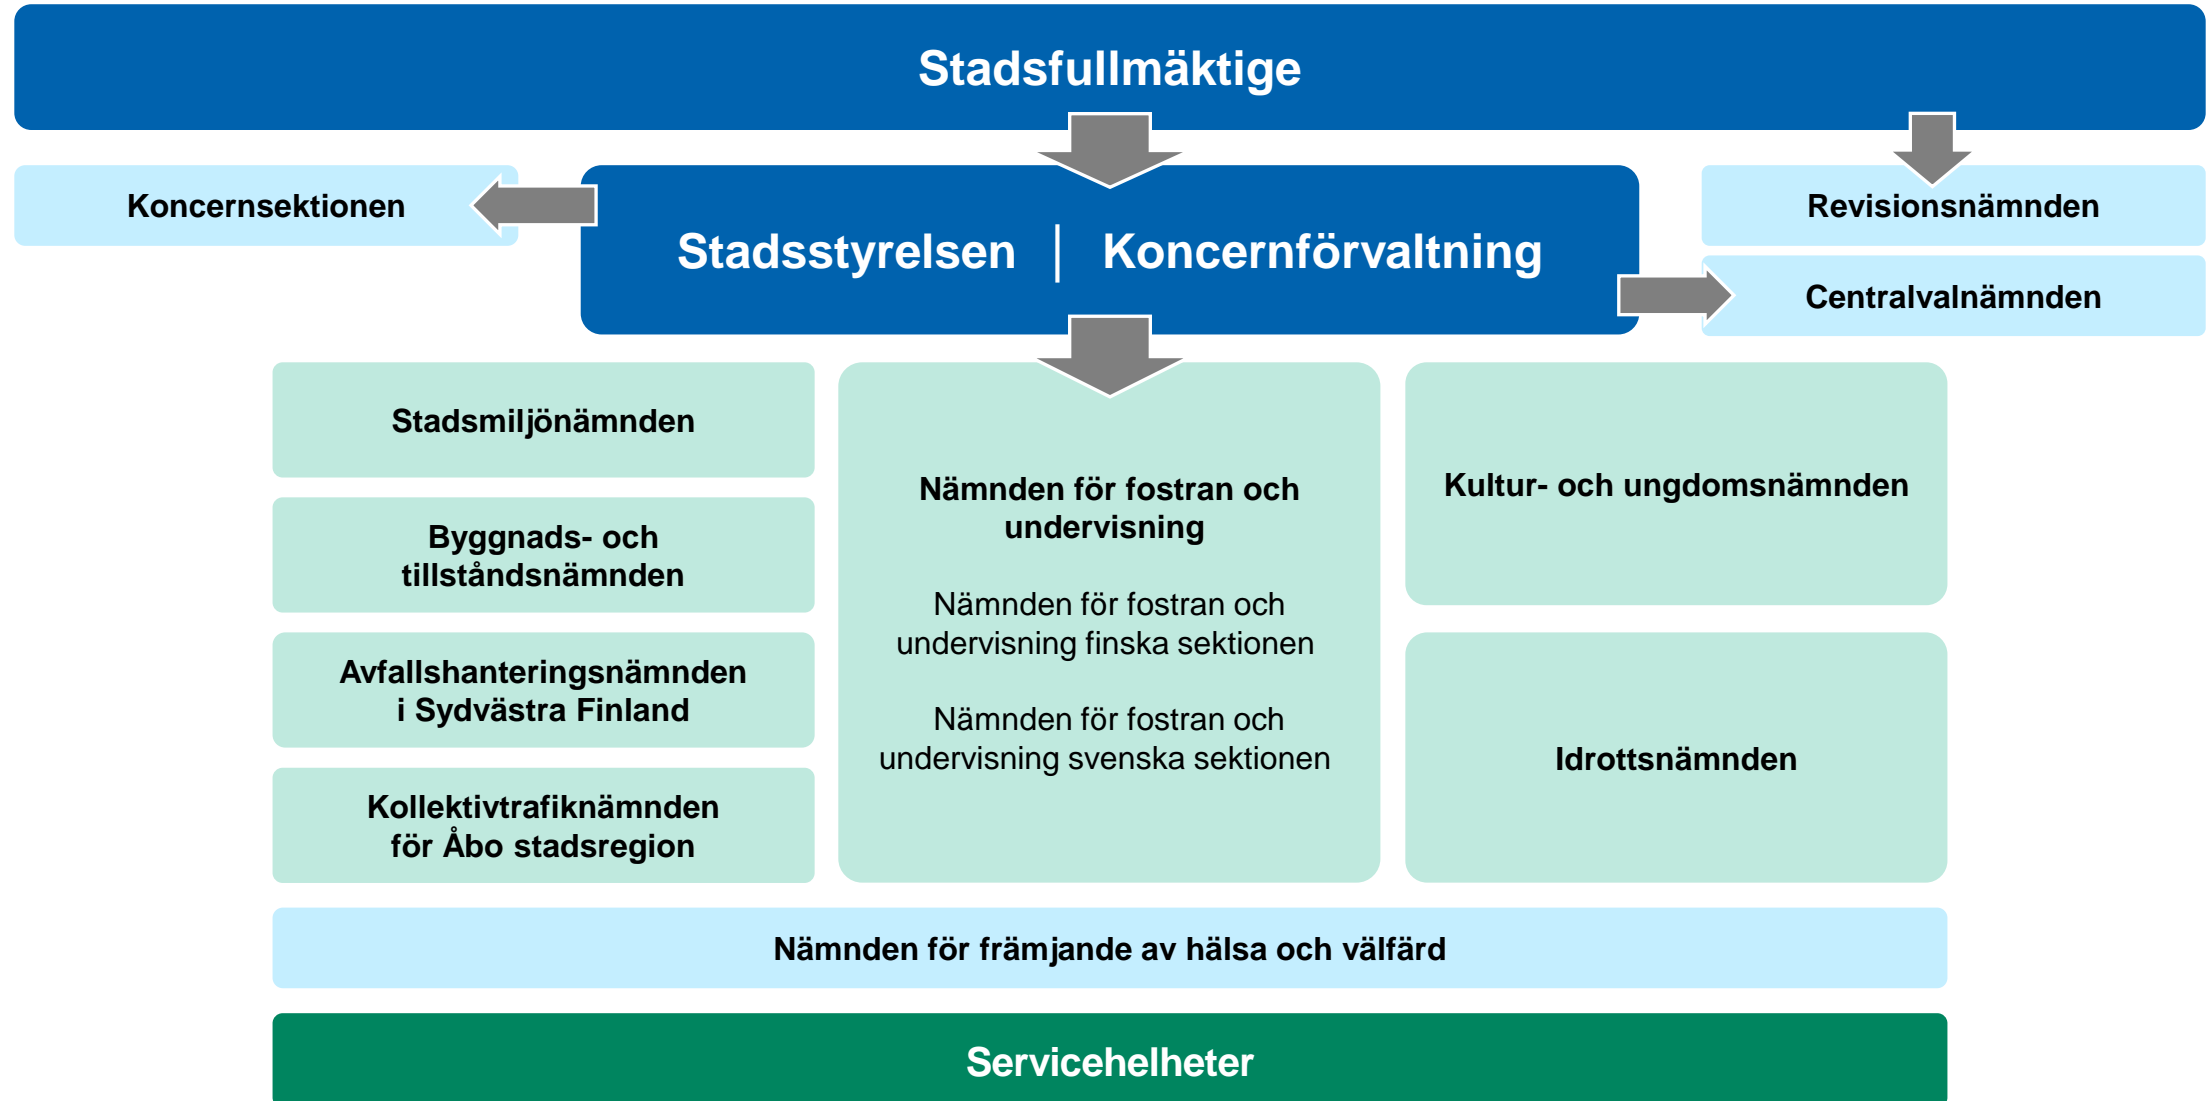 Stadsfullmäktige
Koncernsektionen
Stadsstyrelsen | Koncernförvaltning
Revisionsnämnden
Centralvalnämnden
Stadsmiljönämnden
Byggnads- och
tillståndsnämnden
Avfallshanteringsnämnden
i Sydvästra Finland
Kollektivtrafiknämnden
för Åbo stadsregion
Nämnden för fostran och
undervisning
Nämnden för fostran och
undervisning finska sektionen
Nämnden för fostran och
undervisning svenska sektionen
Kultur- och ungdomsnämnden
Idrottsnämnden
Nämnden för främjande av hälsa och välfärd
Servicehelheter